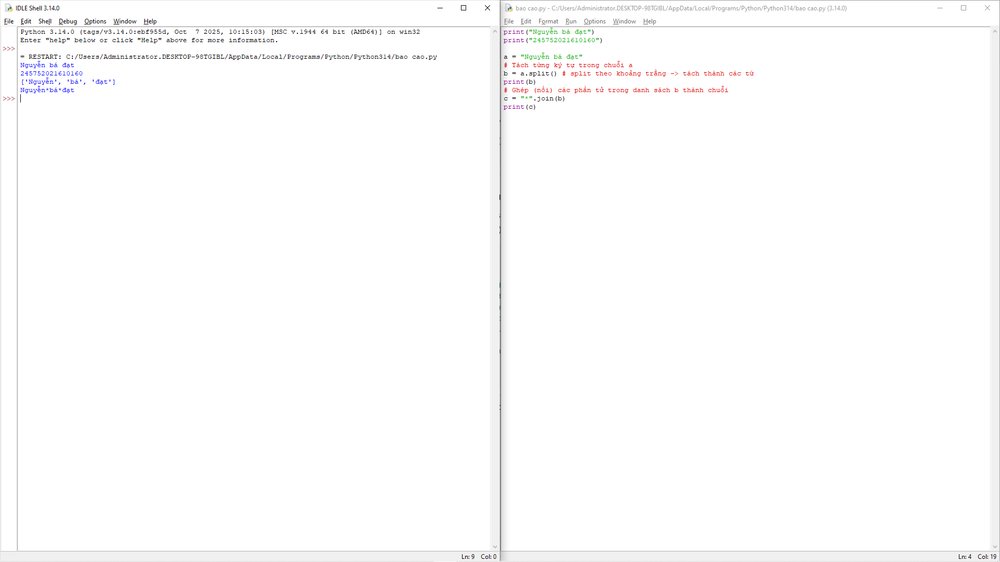 IDLE Shell 3.14.0
File Edit Shell Debug Options Window Help
Python 3.14.0 (tags/v3.14.0:ebf955d, Oct  7 2025, 10:15:03) [MSC v.1944 64 bit (AMD64)] on win32
Enter "help" below or click "Help" above for more information.
>>>
= RESTART: C:/Users/Administrator.DESKTOP-98TGIBL/AppData/Local/Programs/Python/Python314/bao cao.py
Nguyễn bá đạt
245752021610160
['Nguyễn', 'bá', 'đạt']
Nguyễn*bá*đạt
>>>
Ln: 9 Col: 0
bao cao.py - C:/Users/Administrator.DESKTOP-98TGIBL/AppData/Local/Programs/Python/Python314/bao cao.py (3.14.0)
File Edit Format Run Options Window Help
print("Nguyễn bá đạt")
print("245752021610160")
a = "Nguyễn bá đạt"
# Tách từng ký tự trong chuỗi a
b = a.split() # split theo khoảng trắng -> tách thành các từ
print(b)
# Ghép (nối) các phần tử trong danh sách b thành chuỗi
c = "*".join(b)
print(c)
Ln: 4 Col: 19